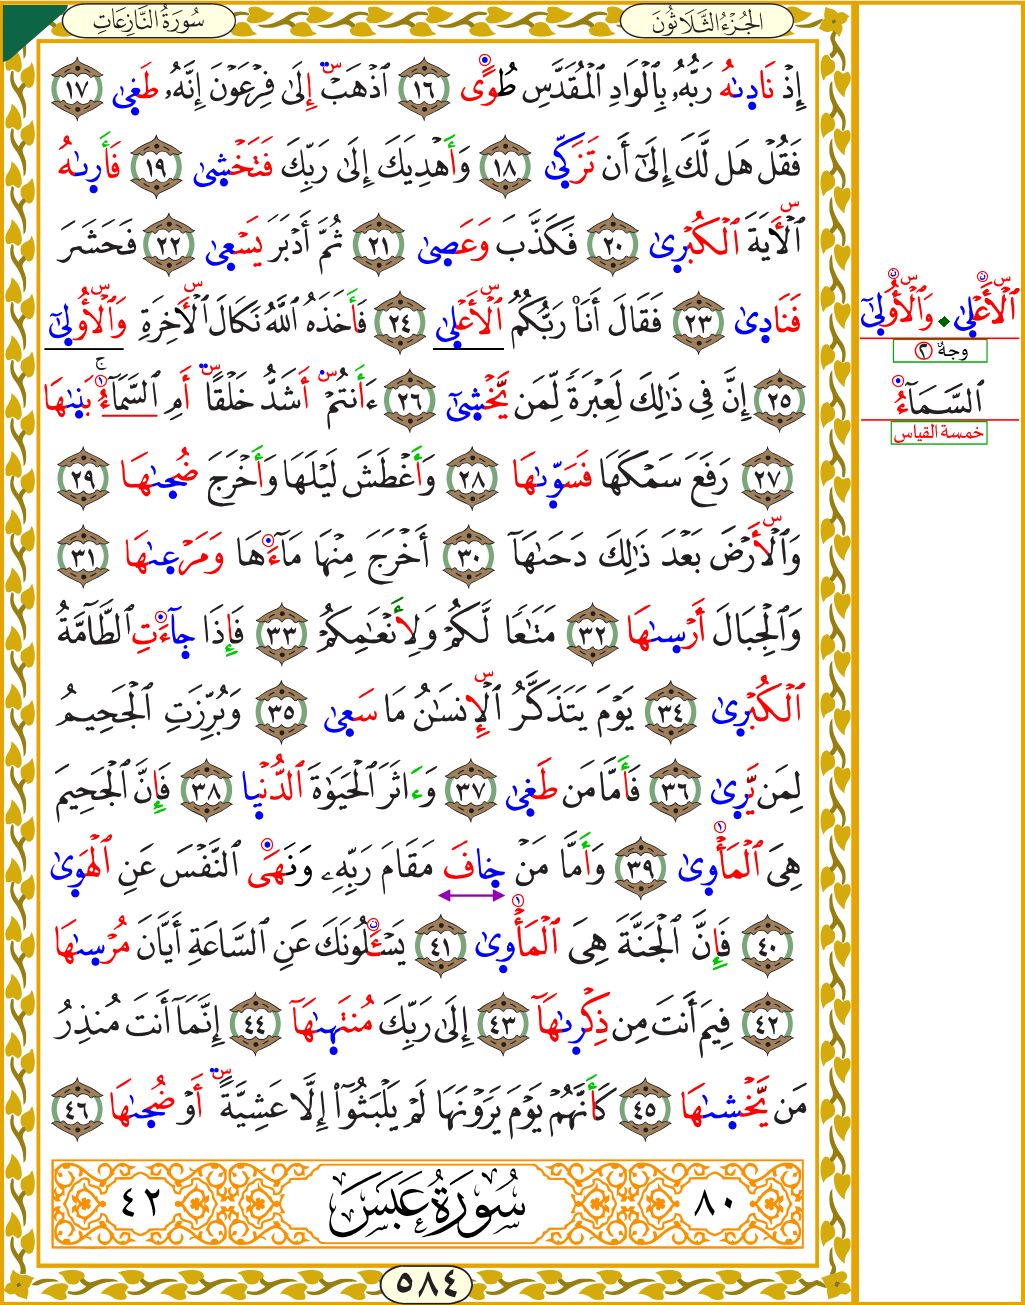 سُورَةُ النَّازِعَاتِ
الجُزْءُ الثَّلَاثُونَ
إِذْ نَادِىٰهُ رَبُّهُۥ بِٱلْوَادِ ٱلْمُقَدَّسِ طُوًى ١٦ ٱذْهَبْ إِلَىٰ فِرْعَوْنَ إِنَّهُۥ طَغِىٰ ١٧
فَقُلْ هَل لَّكَ إِلَىٰٓ أَن تَزَكِّىٰ ١٨ وَأَهْدِيَكَ إِلَىٰ رَبِّكَ فَتَخْشِىٰ ١٩ فَأَرِىٰهُ
ٱلْأٓيَةَ ٱلْكُبْرِىٰ ٢٠ فَكَذَّبَ وَعَصِىٰ ٢١ ثُمَّ أَدْبَرَ يَسْعِىٰ ٢٢ فَحَشَرَ
فَنَادِىٰ ٢٣ فَقَالَ أَنَا۠ رَبُّكُمُ ٱلْأَعْلِىٰ ٢٤ فَأَخَذَهُ ٱللَّهُ نَكَالَ ٱلْأٓخِرَةِ وَٱلْأُولِىٰٓ
٢٥ إِنَّ فِى ذَٰلِكَ لَعِبْرَةً لِّمَن يَخْشِىٰٓ ٢٦ ءَأَنتُمْ أَشَدُّ خَلْقًا أَمِ ٱلسَّمَآءُ ۚ بَنِىٰهَا
٢٧ رَفَعَ سَمْكَهَا فَسَوِّىٰهَا ٢٨ وَأَغْطَشَ لَيْلَهَا وَأَخْرَجَ ضُحِىٰهَا ٢٩
وَٱلْأَرْضَ بَعْدَ ذَٰلِكَ دَحَىٰهَآ ٣٠ أَخْرَجَ مِنْهَا مَآءَهَا وَمَرْعِىٰهَا ٣١
وَٱلْجِبَالَ أَرْسِىٰهَا ٣٢ مَتَٰعًا لَّكُمْ وَلِأَنْعَٰمِكُمْ ٣٣ فَإِذَا جِآءَتِ ٱلطَّآمَّةُ
ٱلْكُبْرِىٰ ٣٤ يَوْمَ يَتَذَكَّرُ ٱلْإِنسَٰنُ مَا سَعِىٰ ٣٥ وَبُرِّزَتِ ٱلْجَحِيمُ
لِمَن يَرِىٰ ٣٦ فَأَمَّا مَن طَغِىٰ ٣٧ وَءَاثَرَ ٱلْحَيَوٰةَ ٱلدُّنْيِا ٣٨ فَإِنَّ ٱلْجَحِيمَ
هِىَ ٱلْمَأْوِىٰ ٣٩ وَأَمَّا مَنْ خِافَ مَقَامَ رَبِّهِۦ وَنَهَى ٱلنَّفْسَ عَنِ ٱلْهَوِىٰ
٤٠ فَإِنَّ ٱلْجَنَّةَ هِىَ ٱلْمَأْوِىٰ ٤١ يَسْـَٔلُونَكَ عَنِ ٱلسَّاعَةِ أَيَّانَ مُرْسِىٰهَا
٤٢ فِيمَ أَنتَ مِن ذِكْرِىٰهَآ ٤٣ إِلَىٰ رَبِّكَ مُنتَهِىٰهَآ ٤٤ إِنَّمَآ أَنتَ مُنذِرُ
مَن يَخْشِىٰهَا ٤٥ كَأَنَّهُمْ يَوْمَ يَرَوْنَهَا لَمْ يَلْبَثُوٓا۟ إِلَّا عَشِيَّةً أَوْ ضُحِىٰهَا ٤٦
٨٠ سُورَةُ عَبَسَ ٤٢
٥٨٤
ٱلْأَعْلِىٰ ۰ وَٱلْأُولِىٰٓ
وجهٌ ٢
ٱلسَّمَآءُ
خمسة القياس